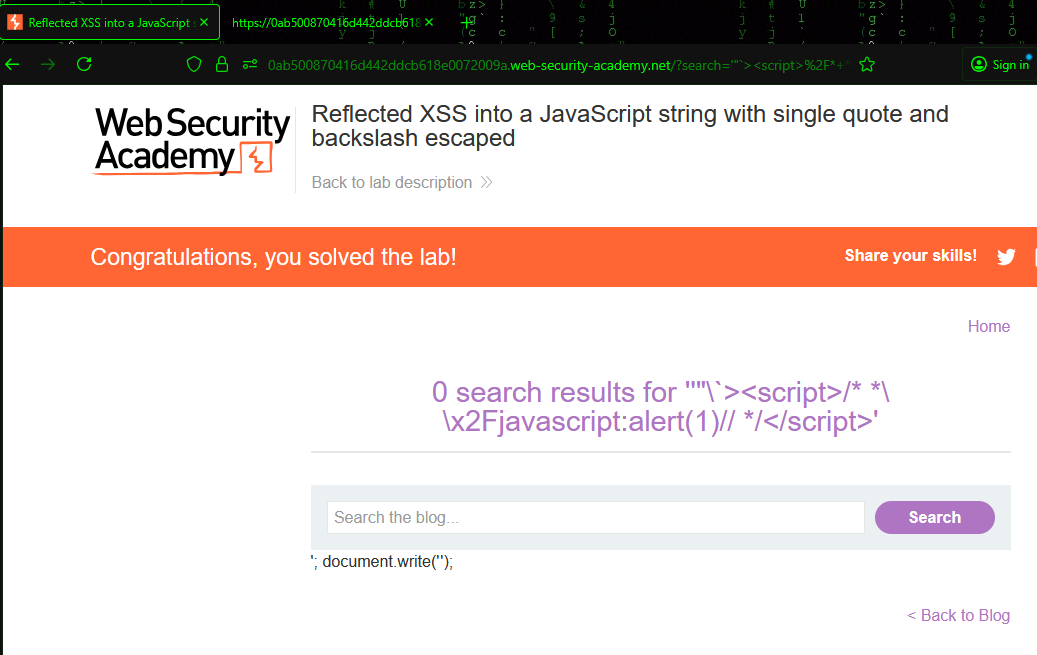 Reflected XSS into a JavaScript s
https://0ab500870416d442ddcb618
0ab500870416d442ddcb618e0072009a.web-security-academy.net/?search='"`><script>%2F*+
Sign in
Web Security
Academy
Reflected XSS into a JavaScript string with single quote and
backslash escaped
Back to lab description
Congratulations, you solved the lab!
Share your skills!
Home
0 search results for ''"\`><script>/* *\
\x2Fjavascript:alert(1)// */</script>'
Search the blog...
Search
'; document.write('');
< Back to Blog